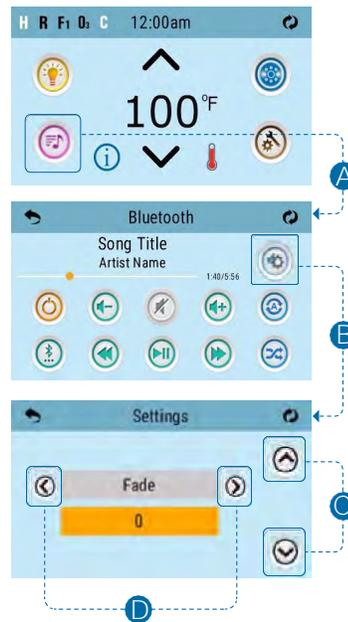 H R F1 O3 C 12:00am
100°F
i
A
Bluetooth
Song Title
Artist Name
1:40/5:56
A
B
Settings
Fade
0
C
D